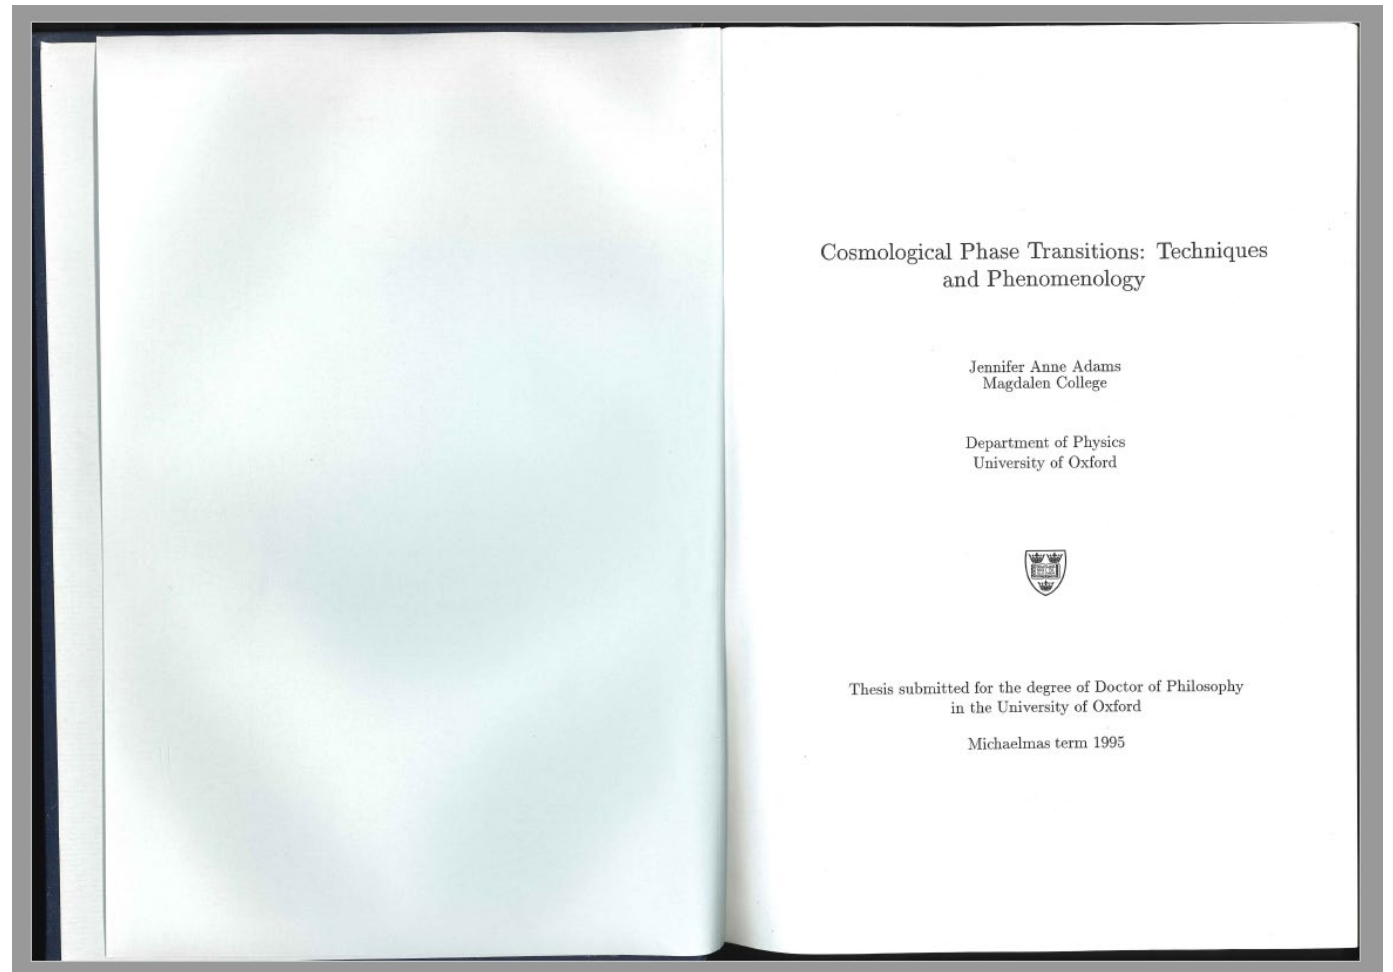 Cosmological Phase Transitions: Techniques
and Phenomenology
Jennifer Anne Adams
Magdalen College
Department of Physics
University of Oxford
Thesis submitted for the degree of Doctor of Philosophy
in the University of Oxford
Michaelmas term 1995